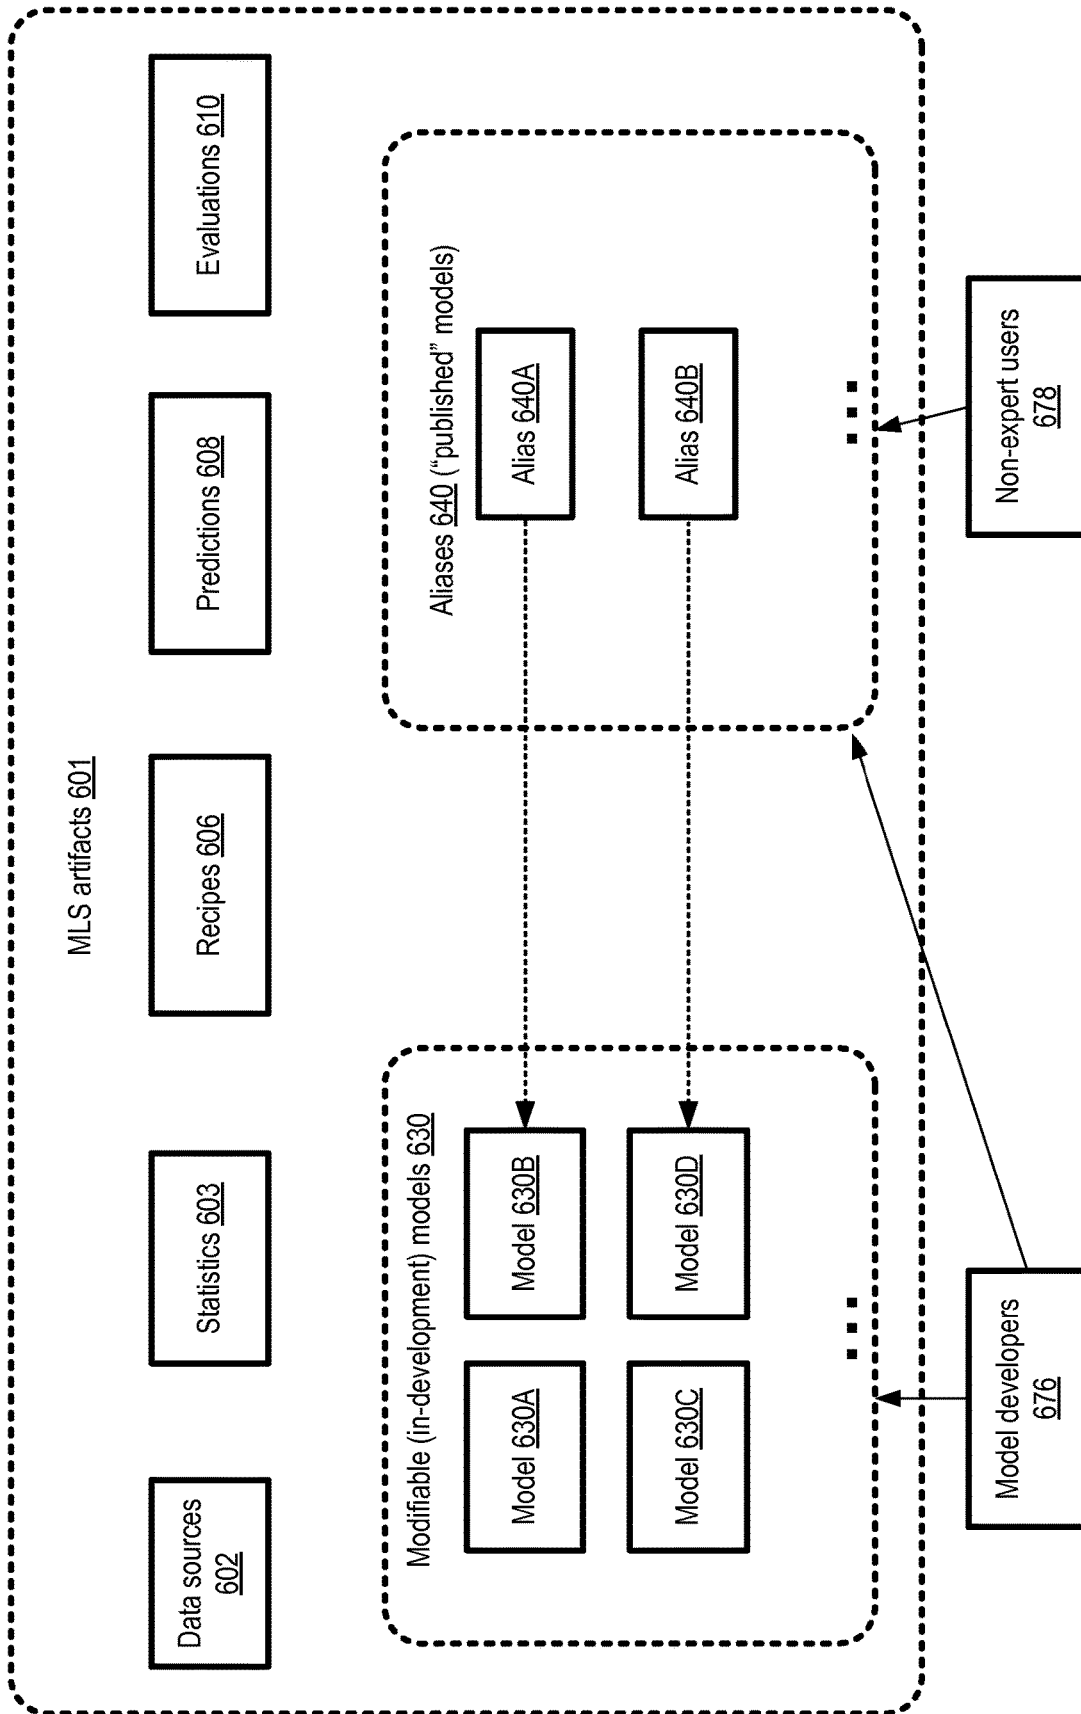 MLS artifacts 601
Data sources
602
Statistics 603
Recipes 606
Predictions 608
Evaluations 610
Modifiable (in-development) models 630
Model 630A
Model 630B
Model 630C
Model 630D
Aliases 640 (“published” models)
Alias 640A
Alias 640B
Model developers
676
Non-expert users
678